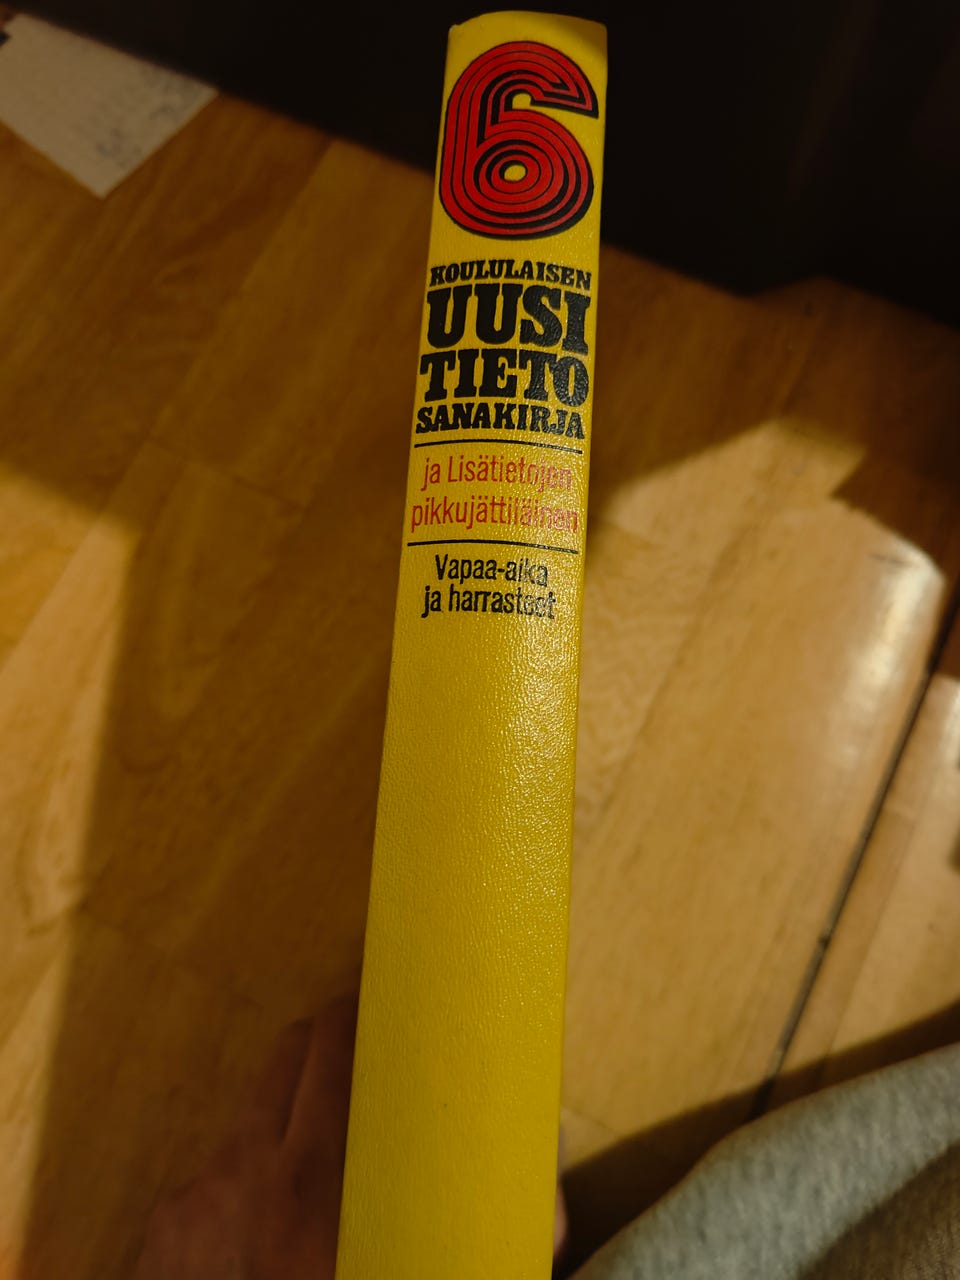 6
KOULULAISEN
UUSI
TIETO
SANAKIRJA
ja Lisätietojen
pikkujättiläinen
Vapaa-aika
ja harrasteet